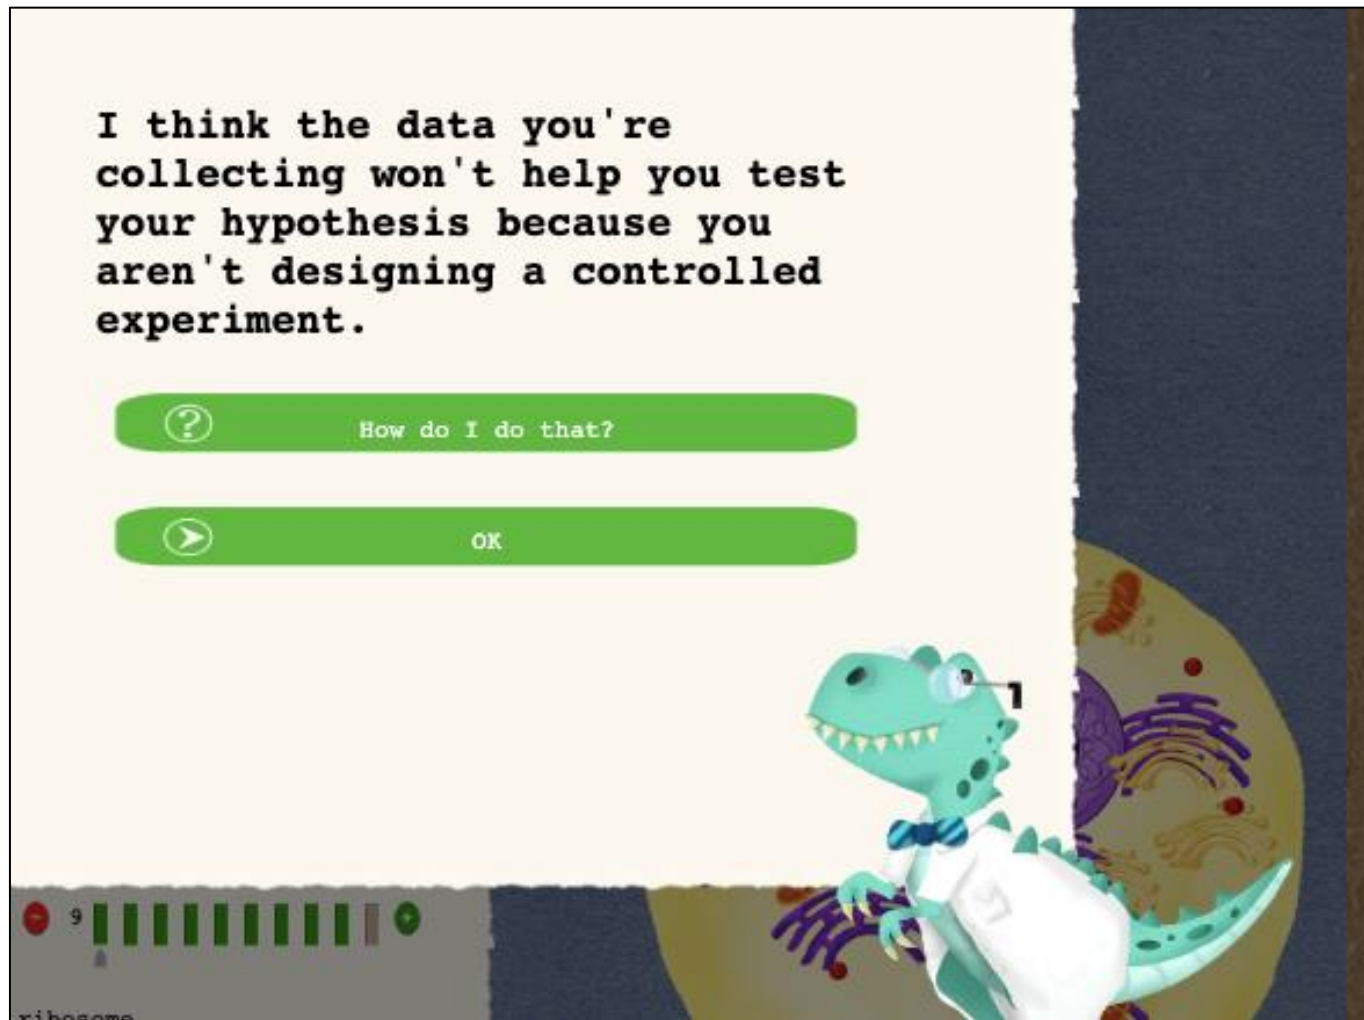 I think the data you're
collecting won't help you test
your hypothesis because you
aren't designing a controlled
experiment.
How do I do that?
OK
9
ribosome